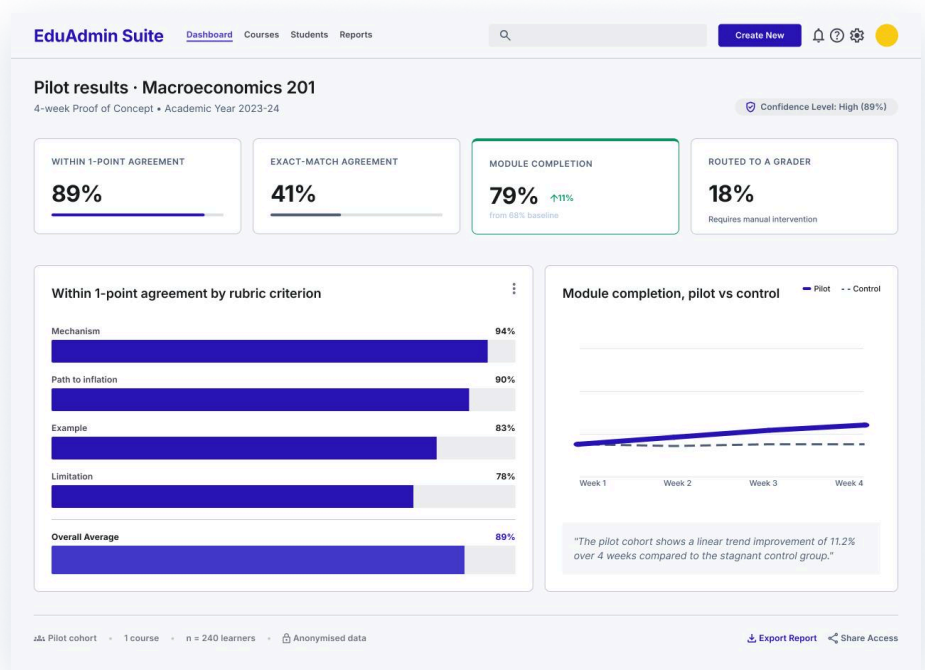 EduAdmin Suite
Dashboard
Courses
Students
Reports
Create New
Pilot results · Macroeconomics 201
4-week Proof of Concept • Academic Year 2023-24
Confidence Level: High (89%)
WITHIN 1-POINT AGREEMENT
89%
EXACT-MATCH AGREEMENT
41%
MODULE COMPLETION
79% ↑11%
from 68% baseline
ROUTED TO A GRADER
18%
Requires manual intervention
Within 1-point agreement by rubric criterion
Mechanism 94%
Path to inflation 90%
Example 83%
Limitation 78%
Overall Average 89%
Module completion, pilot vs control
Pilot
Control
Week 1
Week 2
Week 3
Week 4
"The pilot cohort shows a linear trend improvement of 11.2%
over 4 weeks compared to the stagnant control group."
Pilot cohort • 1 course • n = 240 learners • Anonymised data
Export Report
Share Access